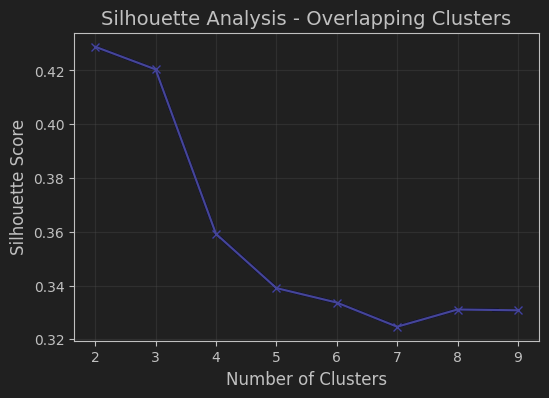 Silhouette Analysis - Overlapping Clusters
Silhouette Score
0.42
0.40
0.38
0.36
0.34
0.32
2 3 4 5 6 7 8 9
Number of Clusters